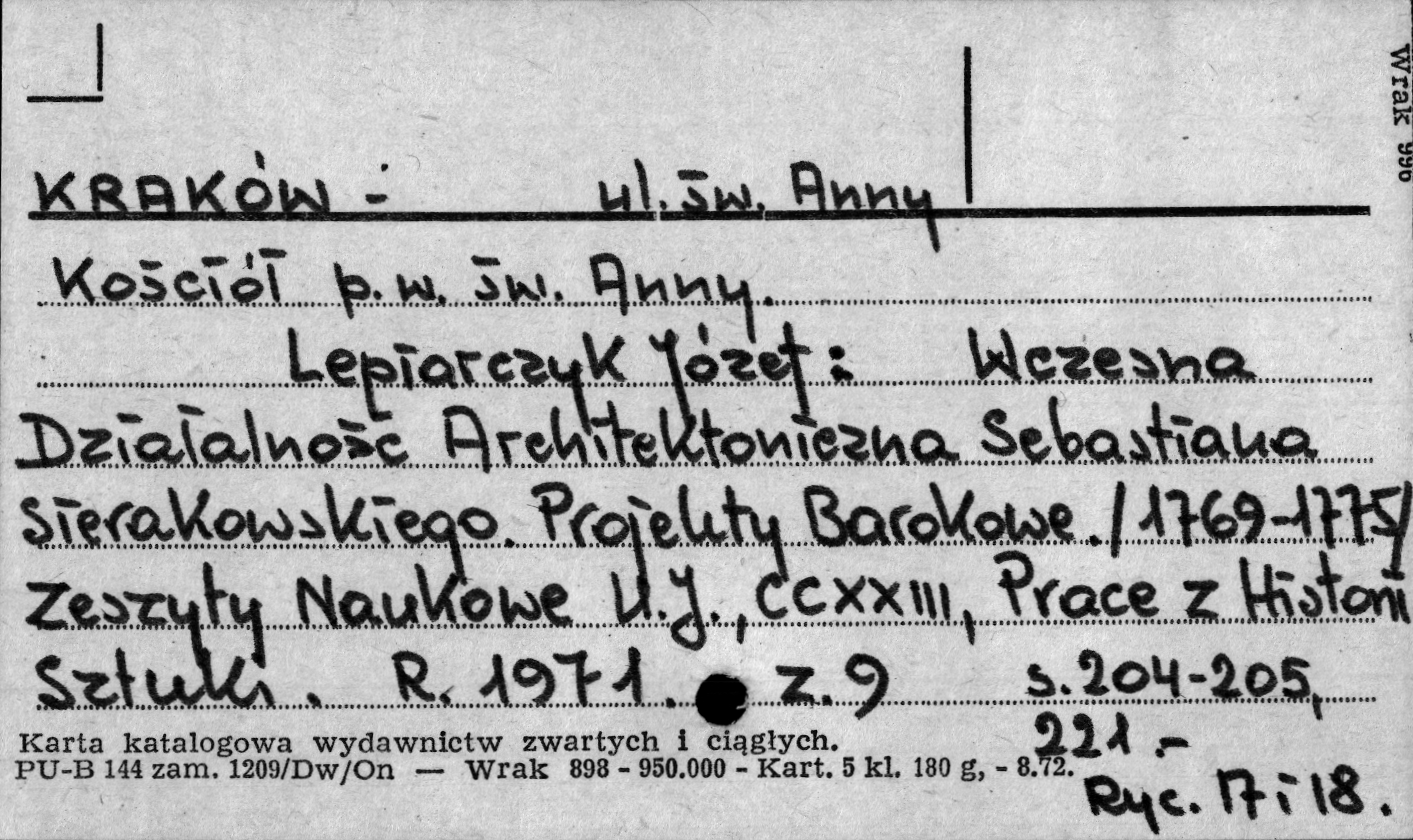 KRAKÓW - ul. św. Anny
Kościół p.w. św. Anny.
Lepiarczyk Józef: Wczesna
Działalność Architektoniczna Sebastiana
Sierakowskiego. Projekty Barokowe. /1769-1775/
Zeszyty Naukowe U.J., CCXXIII, Prace z Historii
Sztuki. R. 1971. z. 9 s. 204-205,
221.-
Ryc. 17 i 18.
Karta katalogowa wydawnictw zwartych i ciągłych.
PU-B 144 zam. 1209/Dw/On — Wrak 898 - 950.000 - Kart. 5 kl. 180 g, - 8.72.
Wrak 996